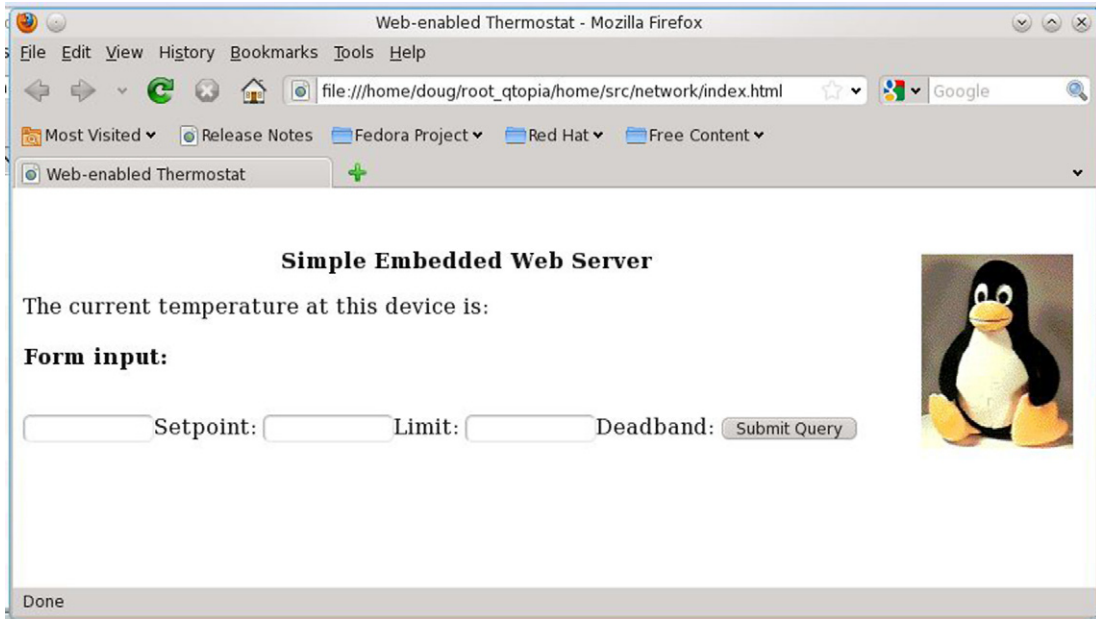 Web-enabled Thermostat - Mozilla Firefox
File Edit View History Bookmarks Tools Help
file:///home/doug/root_qtopia/home/src/network/index.html Google
Most Visited Release Notes Fedora Project Red Hat Free Content
Web-enabled Thermostat
Simple Embedded Web Server
The current temperature at this device is:
Form input:
Setpoint: Limit: Deadband: Submit Query
Done